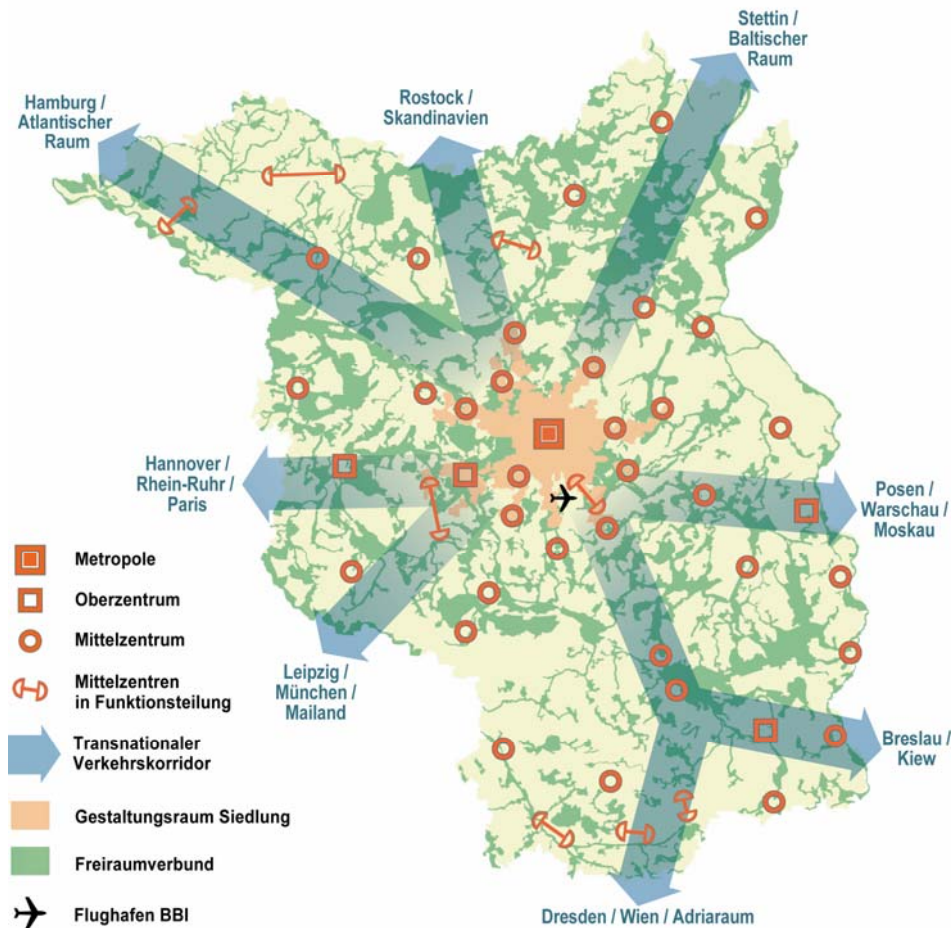 Stettin /
Baltischer
Raum
Hamburg /
Atlantischer
Raum
Rostock /
Skandinavien
Hannover /
Rhein-Ruhr /
Paris
Posen /
Warschau /
Moskau
Leipzig /
München /
Mailand
Breslau /
Kiew
Dresden / Wien / Adriaraum
Metropole
Oberzentrum
Mittelzentrum
Mittelzentren
in Funktionsteilung
Transnationaler
Verkehrskorridor
Gestaltungsraum Siedlung
Freiraumverbund
Flughafen BBI